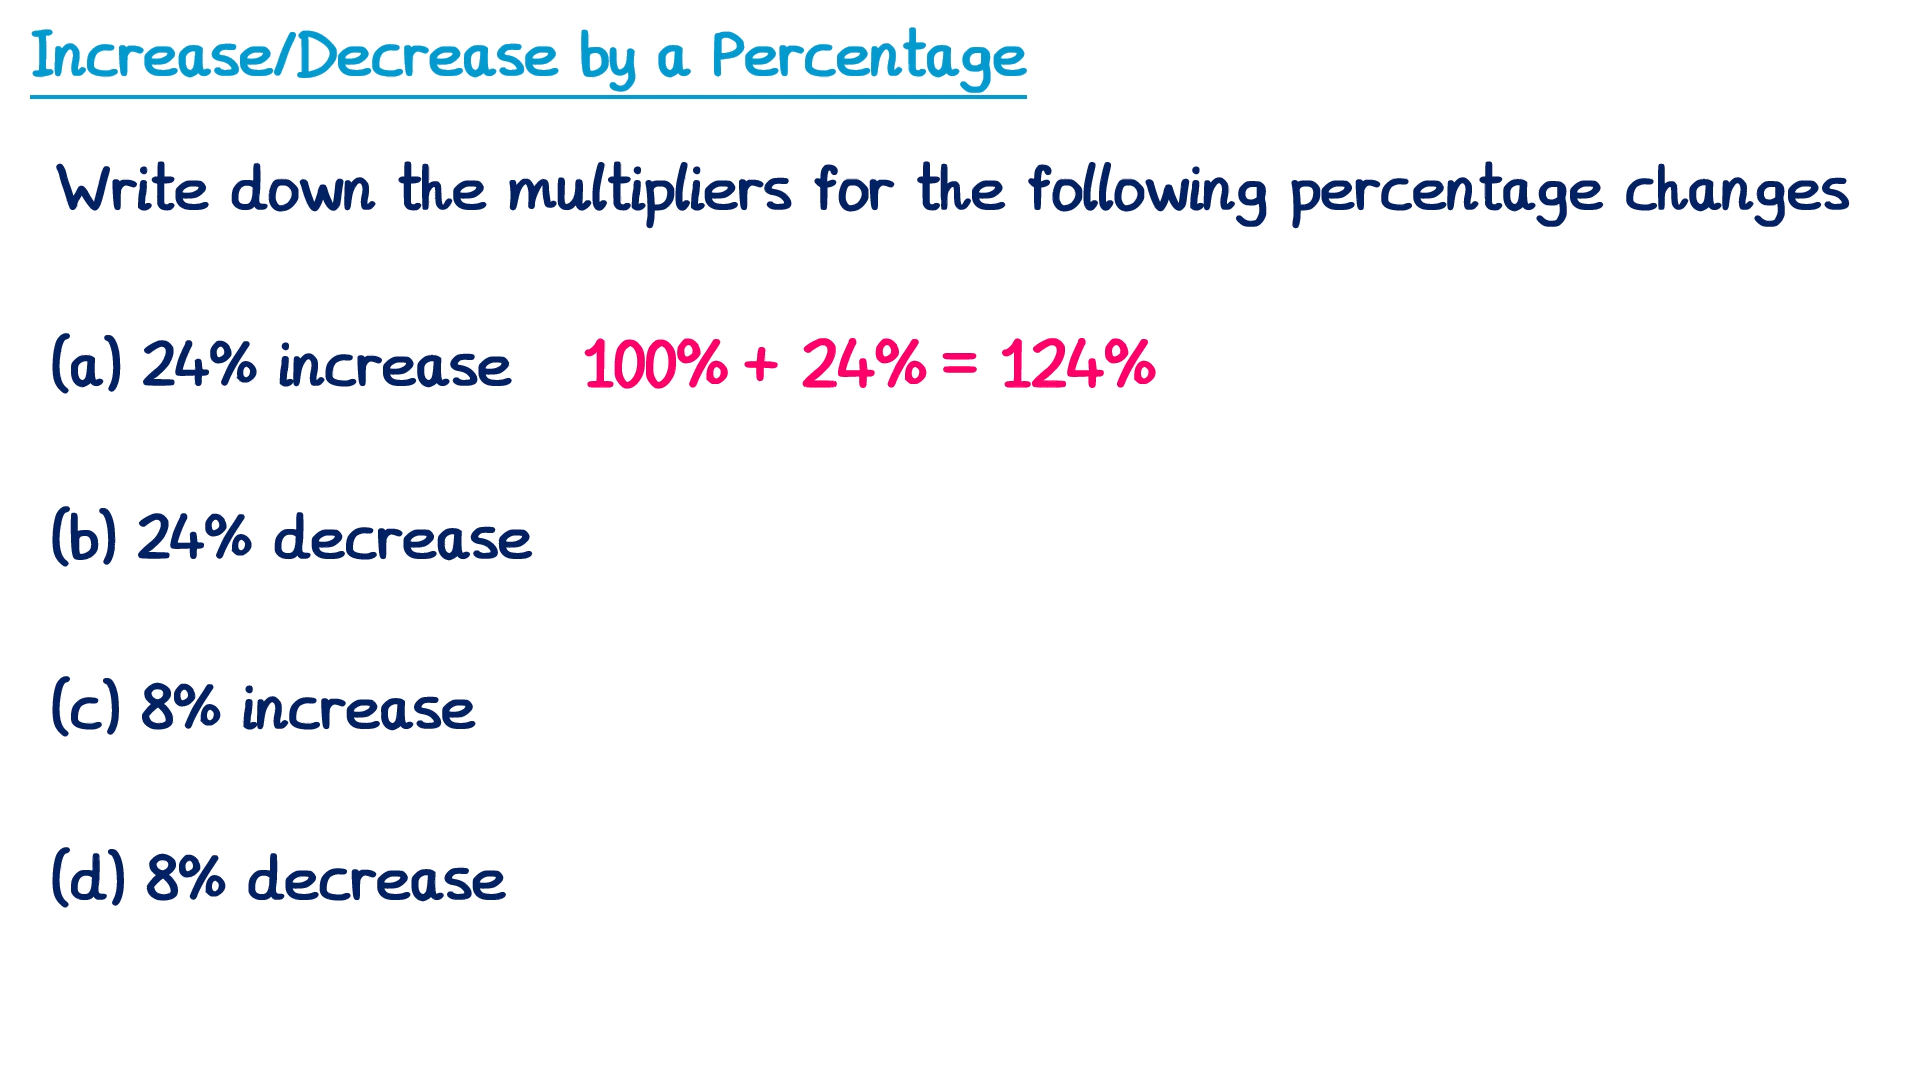 Increase/Decrease by a Percentage
Write down the multipliers for the following percentage changes
(a) 24% increase 100% + 24% = 124%
(b) 24% decrease
(c) 8% increase
(d) 8% decrease